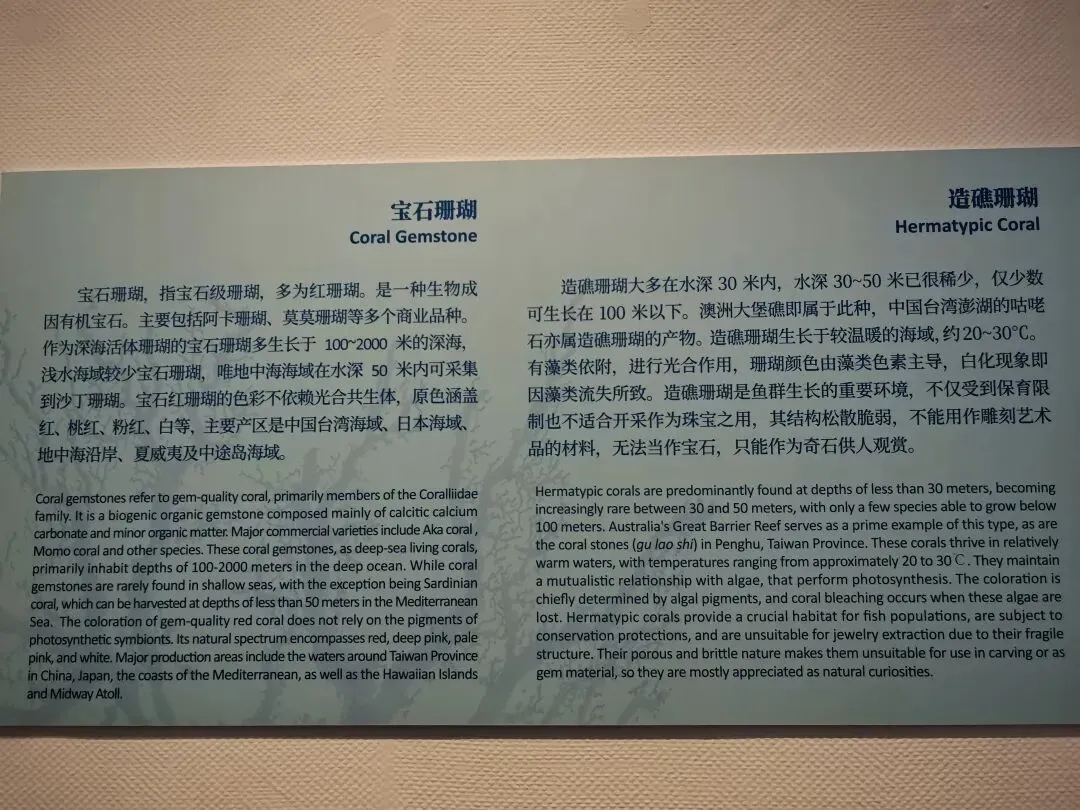 宝石珊瑚
Coral Gemstone
宝石珊瑚，指宝石级珊瑚，多为红珊瑚。是一种生物成
因有机宝石。主要包括阿卡珊瑚、莫莫珊瑚等多个商业品种。
作为深海活体珊瑚的宝石珊瑚多生长于 100~2000 米的深海，
浅水海域较少宝石珊瑚，唯地中海海域在水深 50 米内可采集
到沙丁珊瑚。宝石红珊瑚的色彩不依赖光合共生体，原色涵盖
红、桃红、粉红、白等，主要产区是中国台湾海域、日本海域、
地中海沿岸、夏威夷及中途岛海域。
Coral gemstones refer to gem-quality coral, primarily members of the Coralliidae
family. It is a biogenic organic gemstone composed mainly of calcitic calcium
carbonate and minor organic matter. Major commercial varieties include Aka coral ,
Momo coral and other species. These coral gemstones, as deep-sea living corals,
primarily inhabit depths of 100-2000 meters in the deep ocean. While coral
gemstones are rarely found in shallow seas, with the exception being Sardinian
coral, which can be harvested at depths of less than 50 meters in the Mediterranean
Sea. The coloration of gem-quality red coral does not rely on the pigments of
photosynthetic symbionts. Its natural spectrum encompasses red, deep pink, pale
pink, and white. Major production areas include the waters around Taiwan Province
in China, Japan, the coasts of the Mediterranean, as well as the Hawaiian Islands
and Midway Atoll.
造礁珊瑚
Hermatypic Coral
造礁珊瑚大多在水深 30 米内，水深 30~50 米已很稀少，仅少数
可生长在 100 米以下。澳洲大堡礁即属于此种，中国台湾澎湖的咕咾
石亦属造礁珊瑚的产物。造礁珊瑚生长于较温暖的海域，约 20~30℃。
有藻类依附，进行光合作用，珊瑚颜色由藻类色素主导，白化现象即
因藻类流失所致。造礁珊瑚是鱼群生长的重要环境，不仅受到保育限
制也不适合开采作为珠宝之用，其结构松散脆弱，不能用作雕刻艺术
品的材料，无法当作宝石，只能作为奇石供人观赏。
Hermatypic corals are predominantly found at depths of less than 30 meters, becoming
increasingly rare between 30 and 50 meters, with only a few species able to grow below
100 meters. Australia's Great Barrier Reef serves as a prime example of this type, as are
the coral stones (gu lao shi) in Penghu, Taiwan Province. These corals thrive in relatively
warm waters, with temperatures ranging from approximately 20 to 30℃. They maintain
a mutualistic relationship with algae, that perform photosynthesis. The coloration is
chiefly determined by algal pigments, and coral bleaching occurs when these algae are
lost. Hermatypic corals provide a crucial habitat for fish populations, are subject to
conservation protections, and are unsuitable for jewelry extraction due to their fragile
structure. Their porous and brittle nature makes them unsuitable for use in carving or as
gem material, so they are mostly appreciated as natural curiosities.